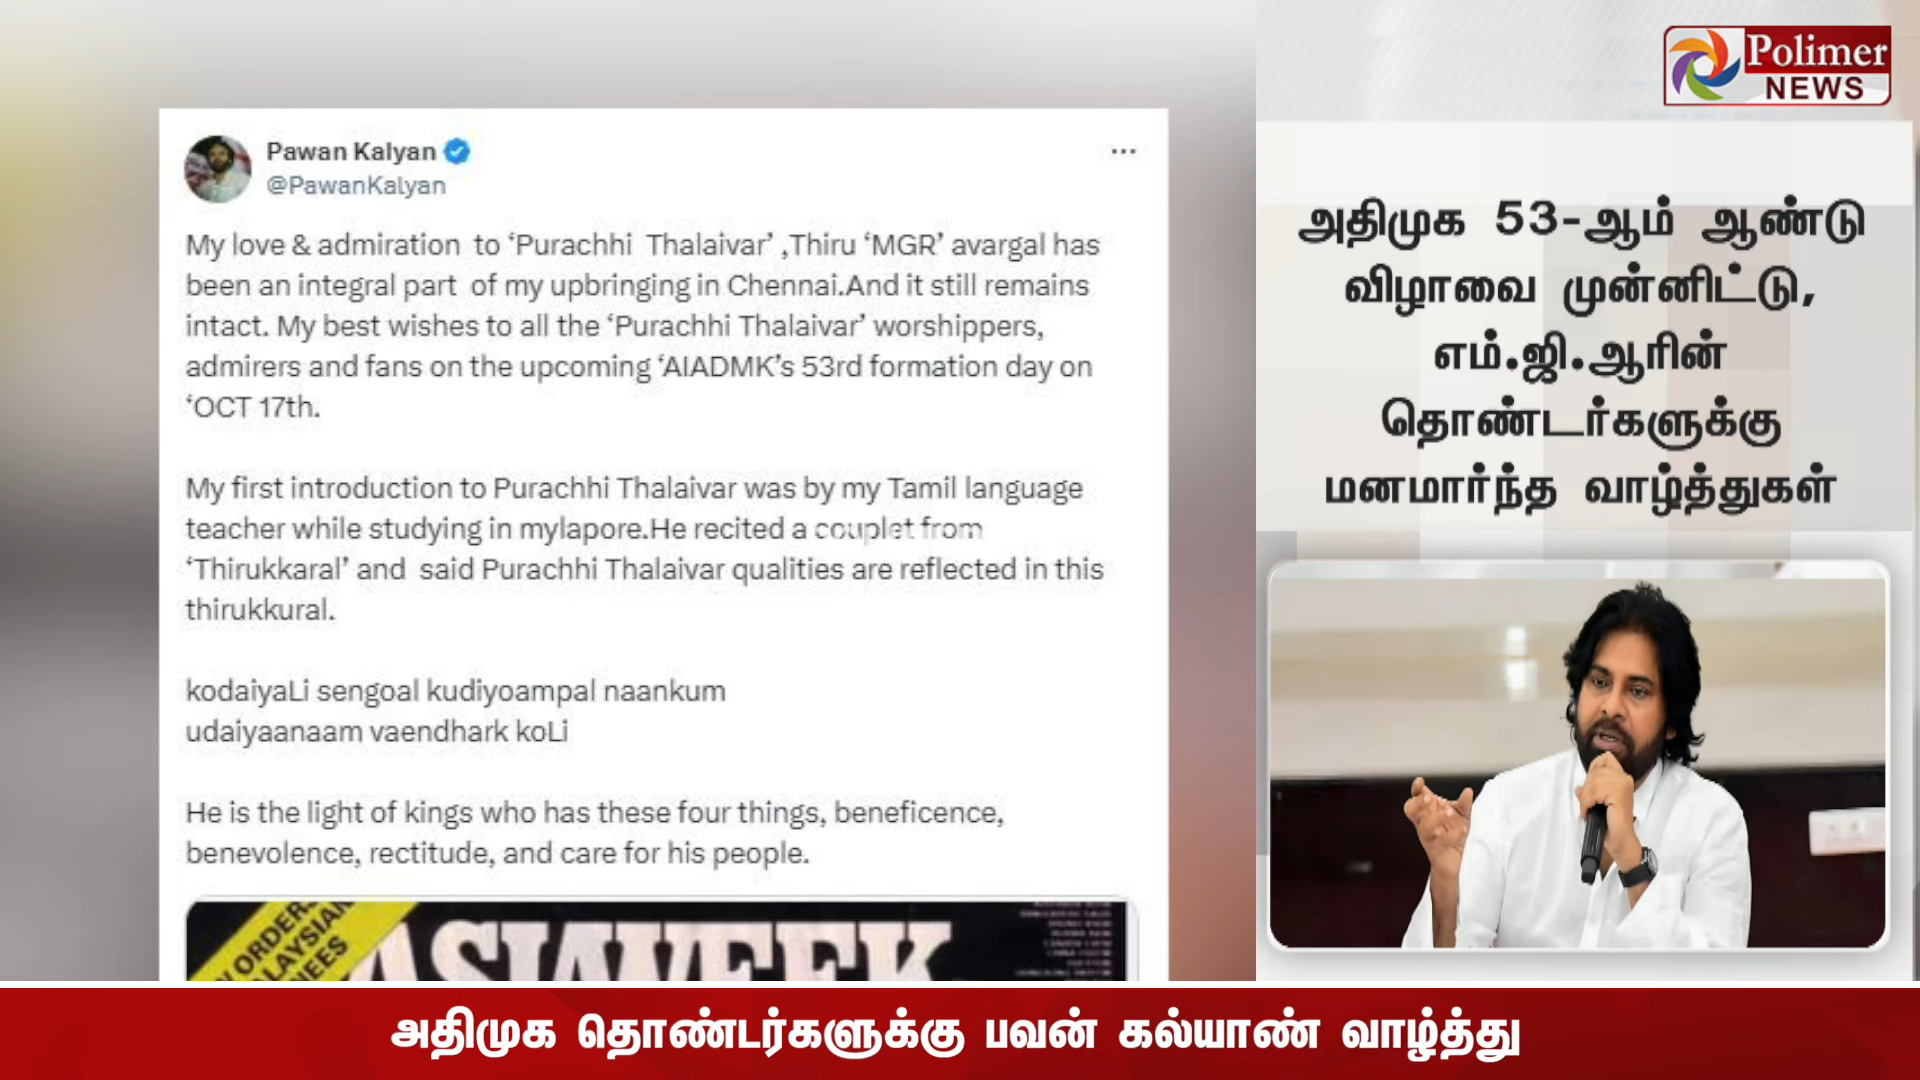 Polimer
NEWS
Pawan Kalyan
@PawanKalyan
My love & admiration to ‘Purachhi Thalaivar’ ,Thiru ‘MGR’ avargal has
been an integral part of my upbringing in Chennai.And it still remains
intact. My best wishes to all the ‘Purachhi Thalaivar’ worshippers,
admirers and fans on the upcoming ‘AIADMK’s 53rd formation day on
‘OCT 17th.
My first introduction to Purachhi Thalaivar was by my Tamil language
teacher while studying in mylapore.He recited a couplet from
‘Thirukkaral’ and said Purachhi Thalaivar qualities are reflected in this
thirukkural.
kodaiyaLi sengoal kudiyoampal naankum
udaiyaanaam vaendhark koLi
He is the light of kings who has these four things, beneficence,
benevolence, rectitude, and care for his people.
ASIAWEEK
அதிமுக 53-ஆம் ஆண்டு
விழாவை முன்னிட்டு,
எம்.ஜி.ஆரின்
தொண்டர்களுக்கு
மனமார்ந்த வாழ்த்துகள்
அதிமுக தொண்டர்களுக்கு பவன் கல்யாண் வாழ்த்து